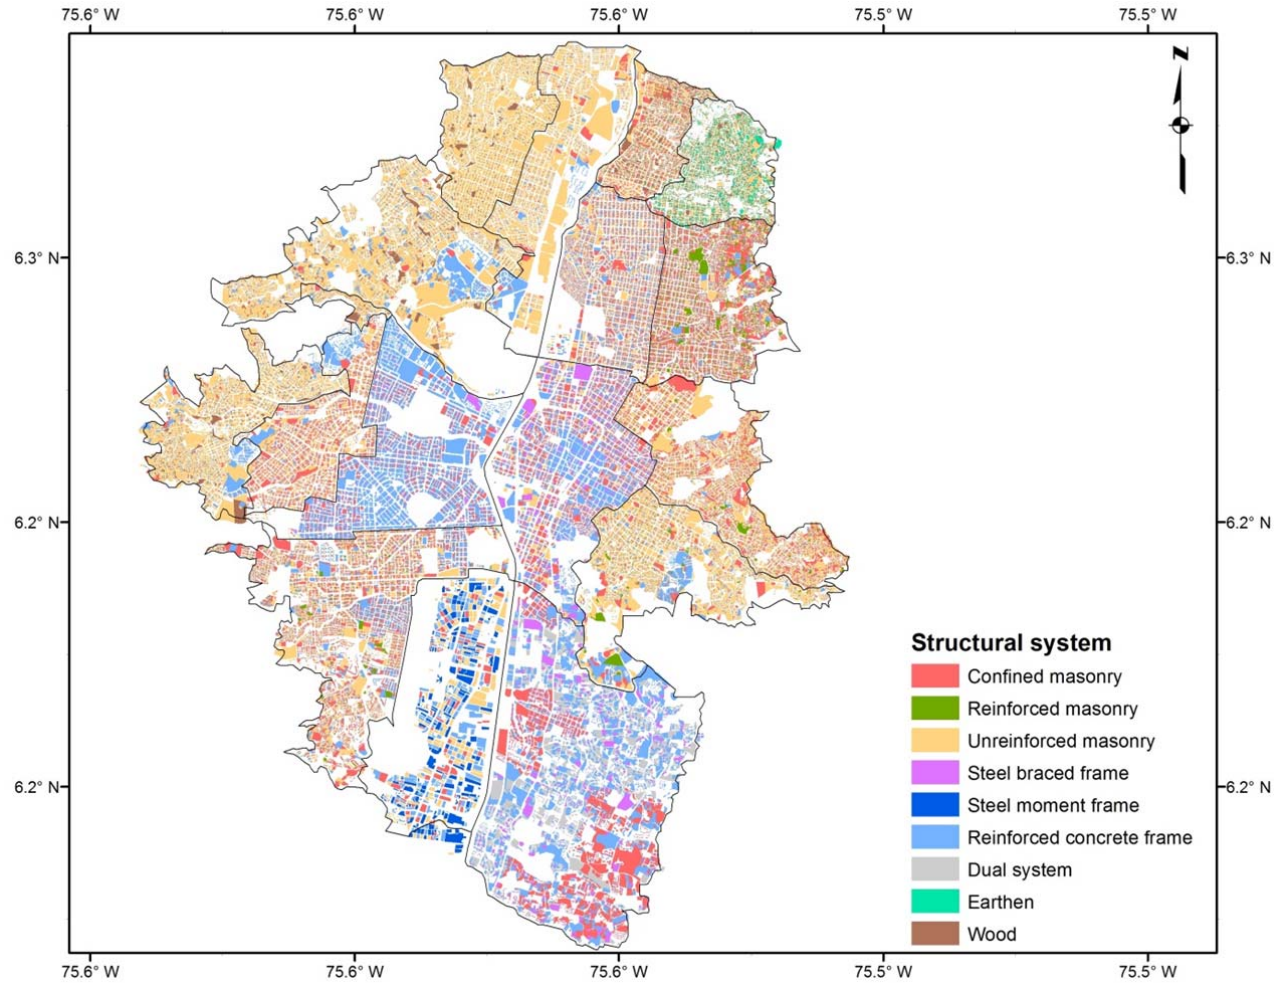 75.6° W 75.6° W 75.6° W 75.5° W 75.5° W
N
6.3° N 6.3° N
6.2° N 6.2° N
Structural system
Confined masonry
Reinforced masonry
Unreinforced masonry
Steel braced frame
6.2° N 6.2° N
Steel moment frame
Reinforced concrete frame
Dual system
Earthen
Wood
75.6° W 75.6° W 75.6° W 75.5° W 75.5° W